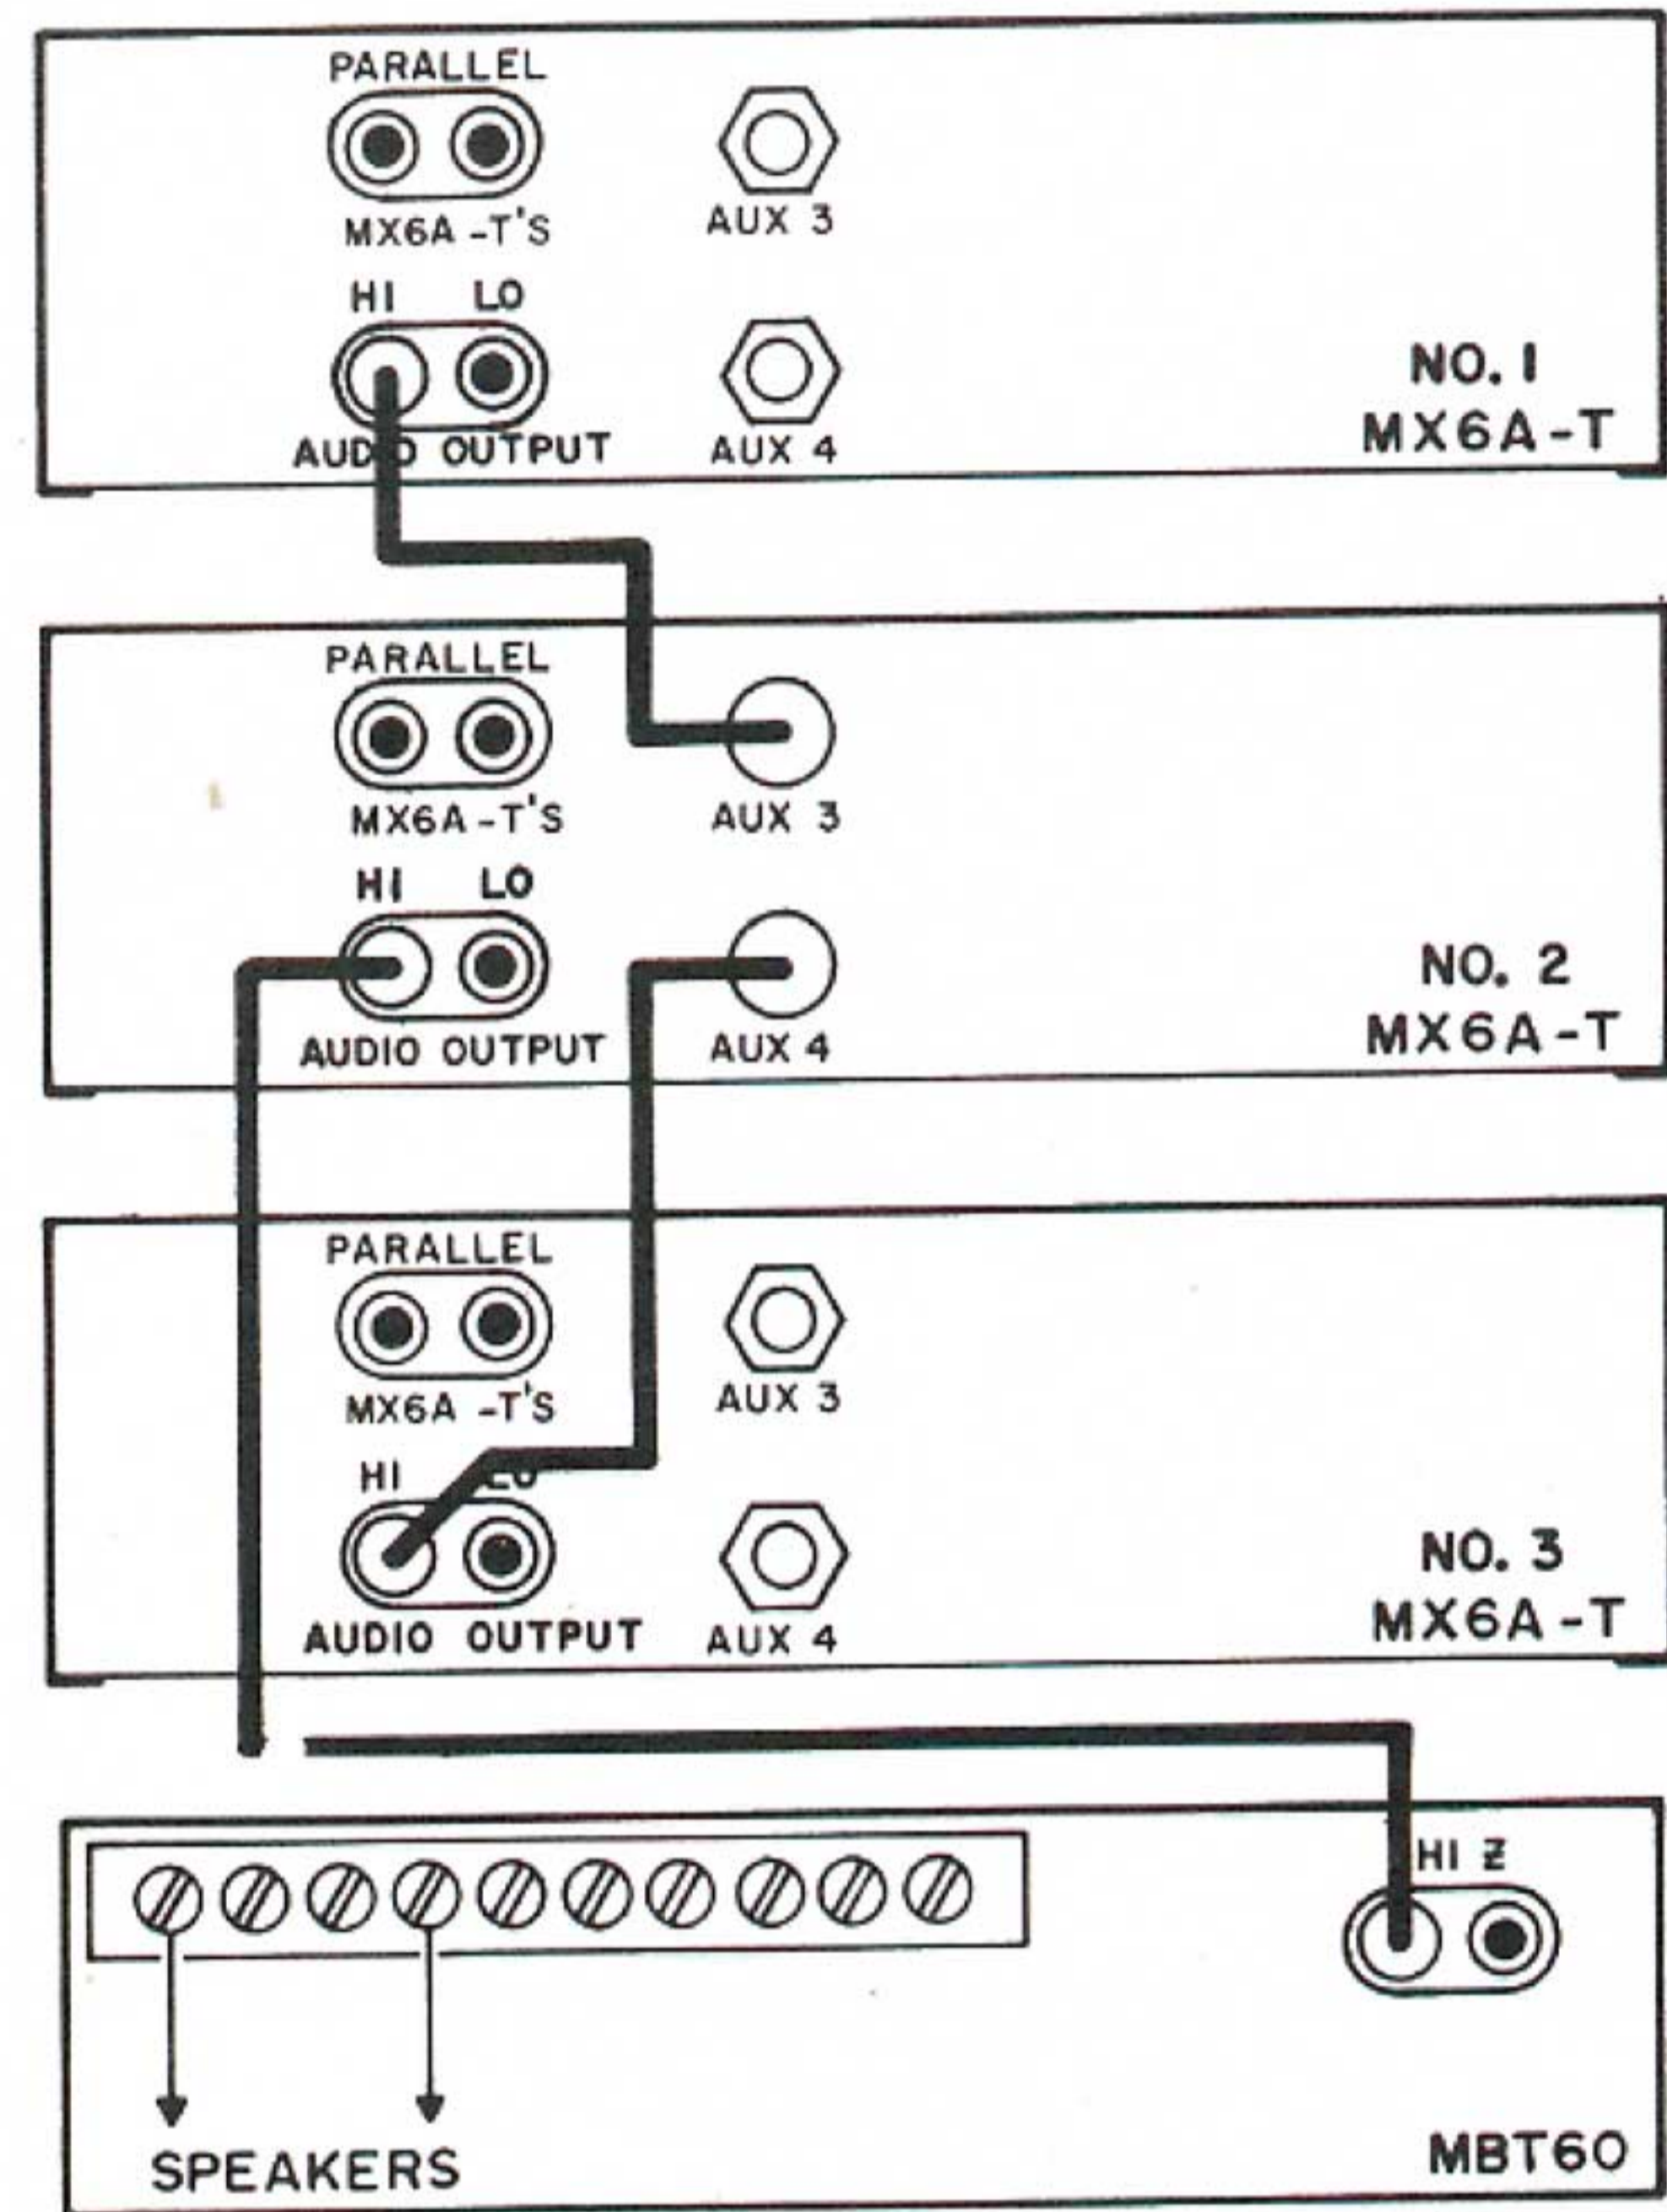 PARALLEL
MX6A-T'S
AUX 3
HI LO
AUDIO OUTPUT
AUX 4
NO. 1
MX6A-T
PARALLEL
MX6A-T'S
AUX 3
HI LO
AUDIO OUTPUT
AUX 4
NO. 2
MX6A-T
PARALLEL
MX6A-T'S
AUX 3
HI LO
AUDIO OUTPUT
AUX 4
NO. 3
MX6A-T
HI Z
SPEAKERS
MBT60